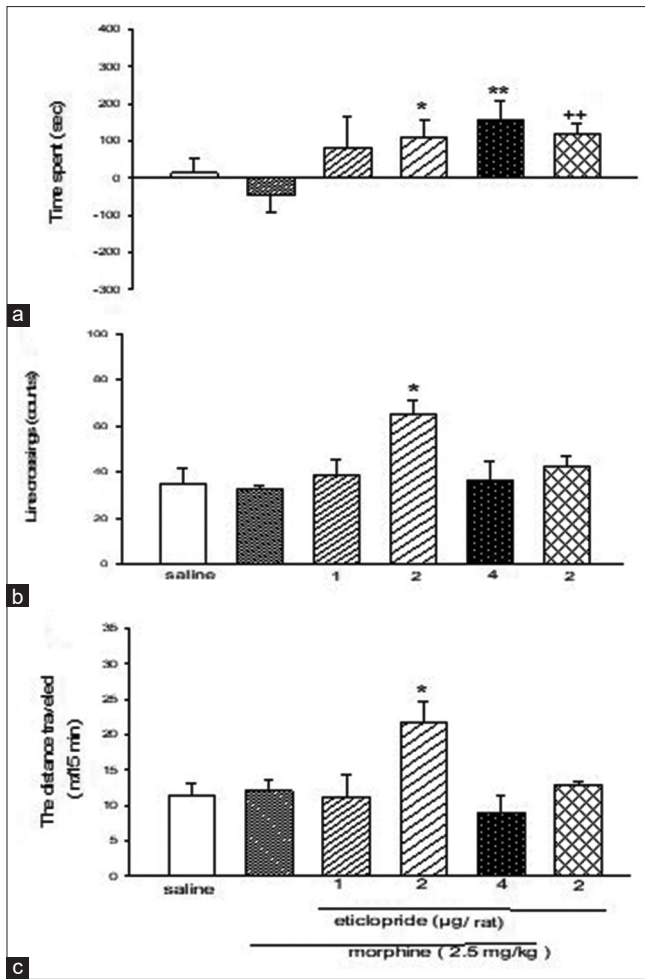 400
300
200
100
0
-100
-200
-300
Time spent (sec)
* ** ++
a
100
80
60
40
20
0
Line crossings (counts)
*
saline 1 2 4 2
b
35
30
25
20
15
10
5
0
The distance traveled
(m/15 min)
*
saline 1 2 4 2
eticlopride (µg/ rat)
morphine ( 2.5 mg/kg )
c